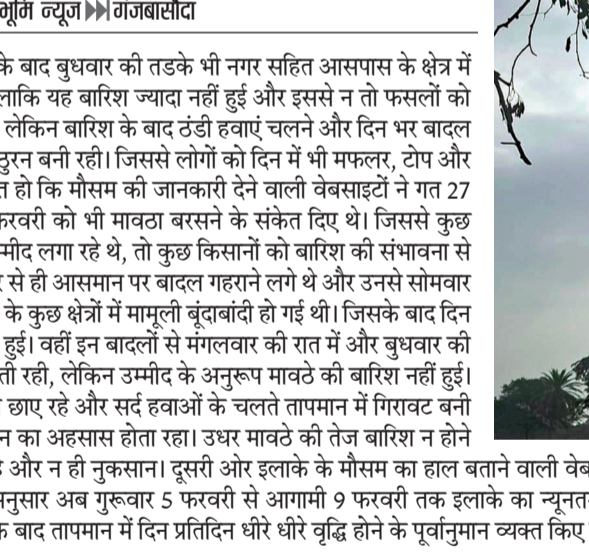 भूमि न्यूज ▶▶| गंजबासौदा
के बाद बुधवार की तडके भी नगर सहित आसपास के क्षेत्र में
यह बारिश ज्यादा नहीं हुई और इससे न तो फसलों को
लेकिन बारिश के बाद ठंडी हवाएं चलने और दिन भर बादल
बनी रही। जिससे लोगों को दिन में भी मफलर, टोप और
हो कि मौसम की जानकारी देने वाली वेबसाइटों ने गत 27
को भी मावठा बरसने के संकेत दिए थे। जिससे कुछ
लगा रहे थे, तो कुछ किसानों को बारिश की संभावना से
से ही आसमान पर बादल गहराने लगे थे और उनसे सोमवार
के कुछ क्षेत्रों में मामूली बूंदाबांदी हो गई थी। जिसके बाद दिन
हुई। वहीं इन बादलों से मंगलवार की रात में और बुधवार की
रही, लेकिन उम्मीद के अनुरूप मावठे की बारिश नहीं हुई।
छाए रहे और सर्द हवाओं के चलते तापमान में गिरावट बनी
का अहसास होता रहा। उधर मावठे की तेज बारिश न होने
और न ही नुकसान। दूसरी ओर इलाके के मौसम का हाल बताने वाली
अब गुरूवार 5 फरवरी से आगामी 9 फरवरी तक इलाके का
के बाद तापमान में दिन प्रतिदिन धीरे धीरे वृद्धि होने के पूर्वानुमान व्यक्त किए